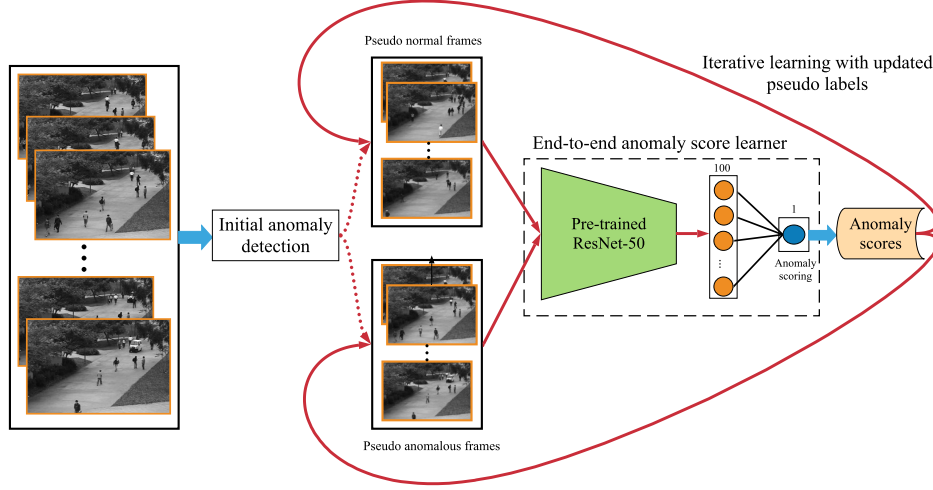 Pseudo normal frames
Iterative learning with updated
pseudo labels
End-to-end anomaly score learner
100
1
Initial anomaly
detection
Pre-trained
ResNet-50
...
Anomaly
scoring
Anomaly
scores
Pseudo anomalous frames